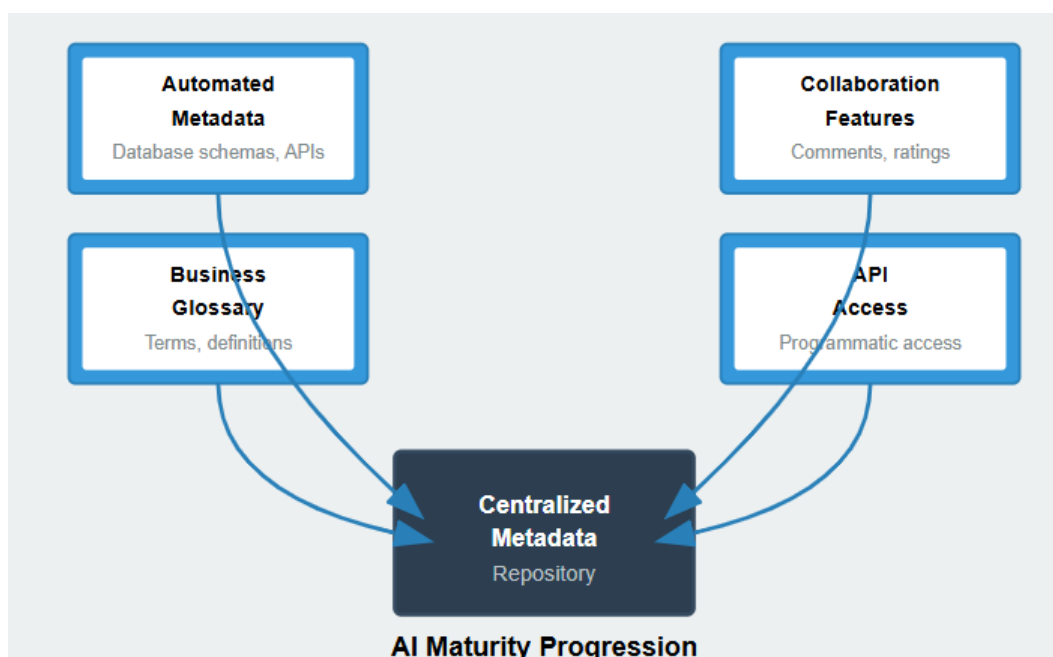 Automated
Metadata
Database schemas, APIs
Collaboration
Features
Comments, ratings
Business
Glossary
Terms, definitions
API
Access
Programmatic access
Centralized
Metadata
Repository
AI Maturity Progression